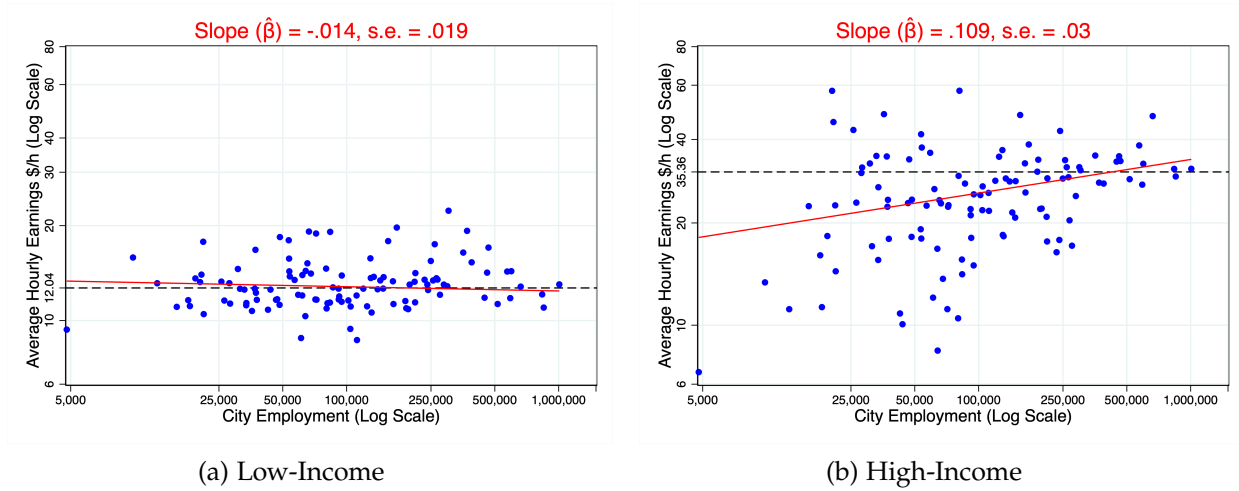 Slope (β̂) = -.014, s.e. = .019
Average Hourly Earnings $/h (Log Scale)
80
60
40
30
20
12.04
10
6
5,000 25,000 50,000 100,000 250,000 500,000 1,000,000
City Employment (Log Scale)
(a) Low-Income
Slope (β̂) = .109, s.e. = .03
Average Hourly Earnings $/h (Log Scale)
80
60
40
35.36
20
10
6
5,000 25,000 50,000 100,000 250,000 500,000 1,000,000
City Employment (Log Scale)
(b) High-Income